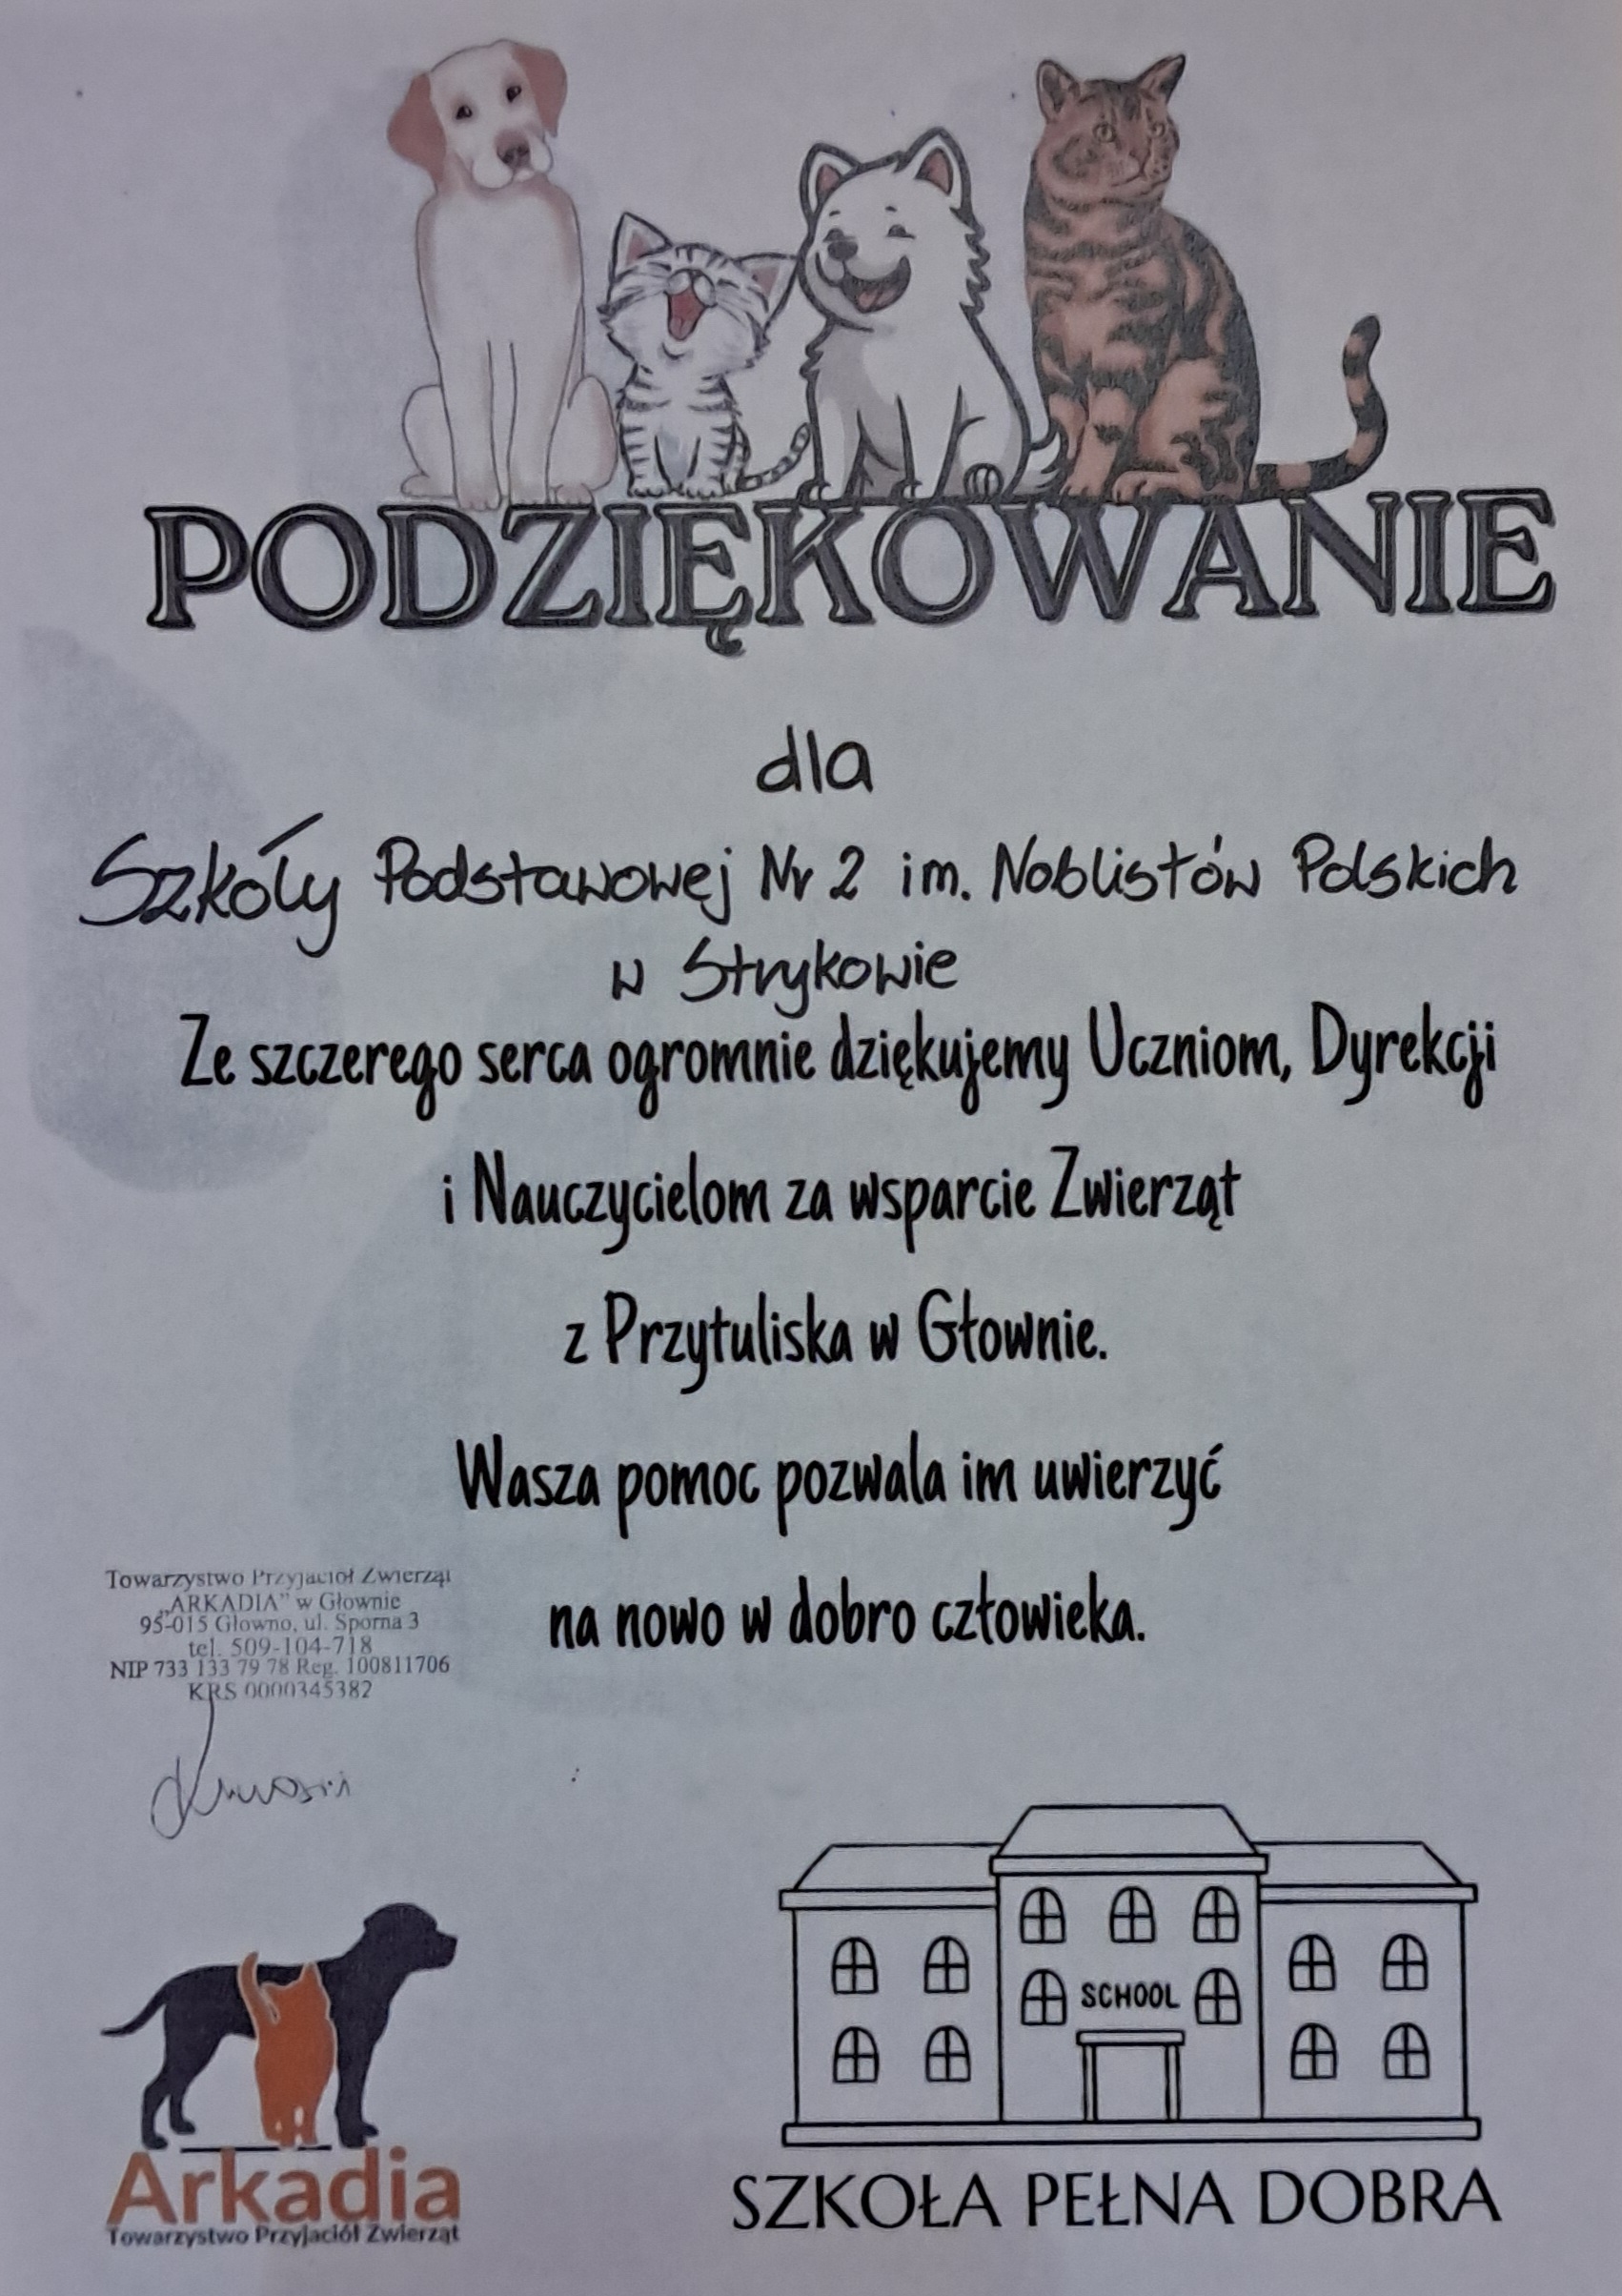 PODZIĘKOWANIE
dla
Szkoły Podstawowej Nr 2 im. Noblistów Polskich
w Strykowie
Ze szczerego serca ogromnie dziękujemy Uczniom, Dyrekcji
i Nauczycielom za wsparcie Zwierząt
z Przytuliska w Głownie.
Wasza pomoc pozwala im uwierzyć
na nowo w dobro człowieka.
Towarzystwo Przyjaciół Zwierząt
„ARKADIA" w Głownie
95-015 Głowno, ul. Sporna 3
tel. 509-104-718
NIP 733 133 79 78 Reg. 100811706
KRS 0000345382
SCHOOL
Arkadia
Towarzystwo Przyjaciół Zwierząt
SZKOŁA PEŁNA DOBRA